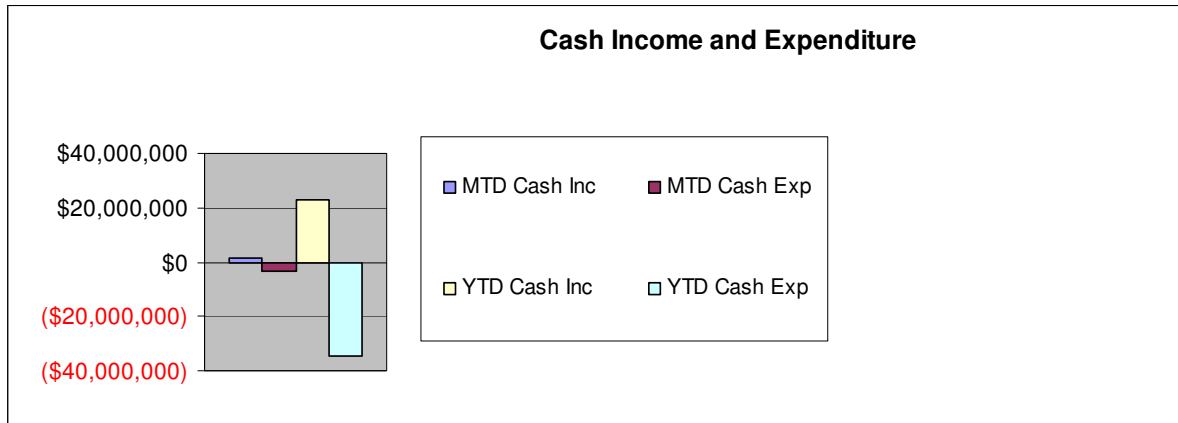 Cash Income and Expenditure
$40,000,000
$20,000,000
$0
($20,000,000)
($40,000,000)
MTD Cash Inc MTD Cash Exp
YTD Cash Inc YTD Cash Exp